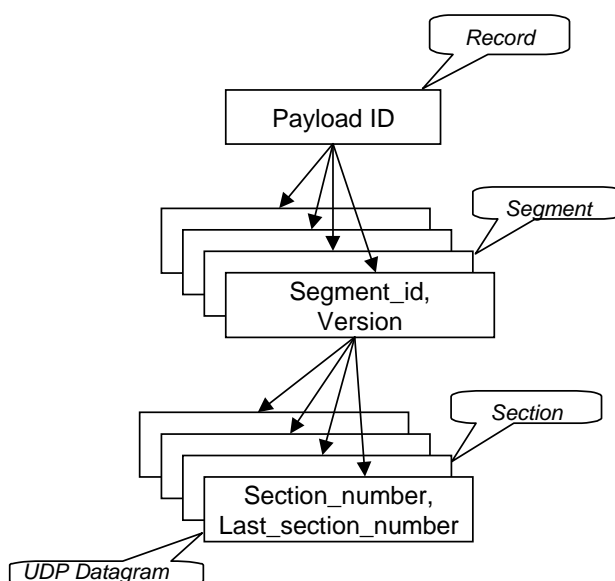 Record
Payload ID
Segment
Segment_id,
Version
Section
Section_number,
Last_section_number
UDP Datagram